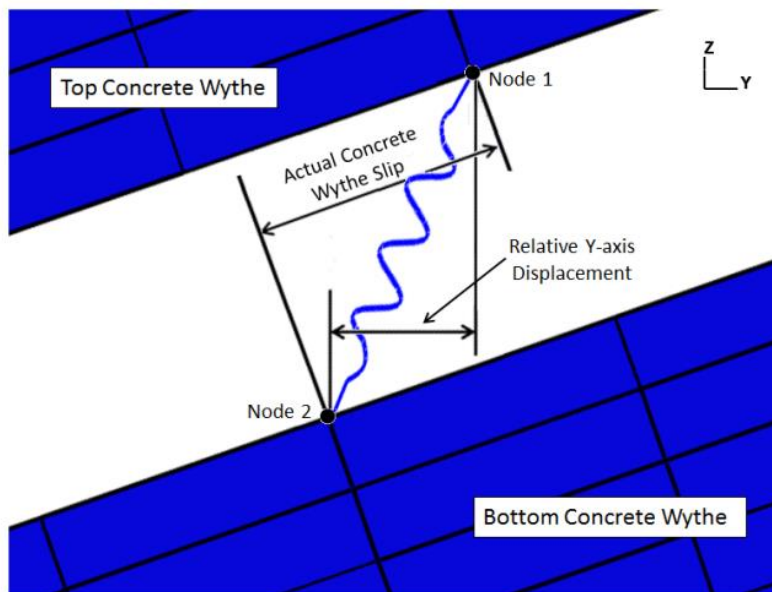 Top Concrete Wythe
Z
Y
Node 1
Actual Concrete
Wythe Slip
Relative Y-axis
Displacement
Node 2
Bottom Concrete Wythe